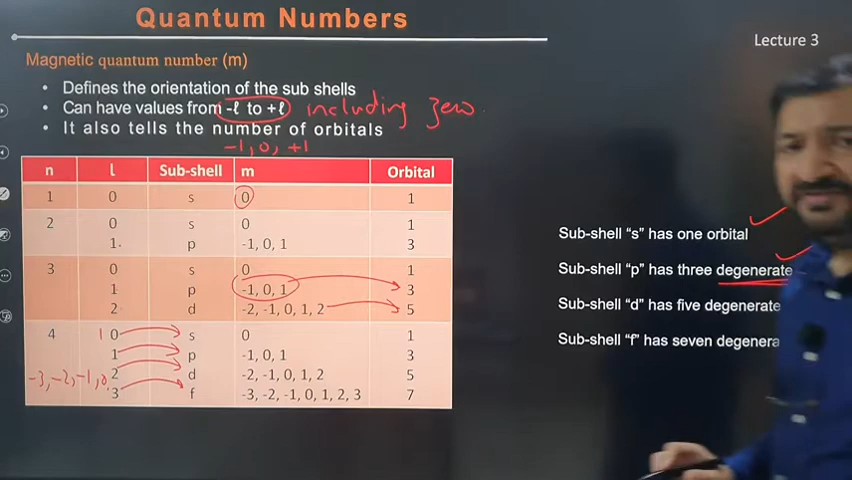 Quantum Numbers
Lecture 3
Magnetic quantum number (m)
• Defines the orientation of the sub shells
• Can have values from -ℓ to +ℓ including zero.
• It also tells the number of orbitals
-1, 0, +1
n l Sub-shell m Orbital
1 0 s 0 1
2 0 s 0 1
1 p -1, 0, 1 3
3 0 s 0 1
1 p -1, 0, 1 3
2 d -2, -1, 0, 1, 2 5
4 0 s 0 1
1 p -1, 0, 1 3
2 d -2, -1, 0, 1, 2 5
3 f -3, -2, -1, 0, 1, 2, 3 7
-3, -2, -1, 0
Sub-shell “s” has one orbital
Sub-shell “p” has three degenerate
Sub-shell “d” has five degenerate
Sub-shell “f” has seven degenera